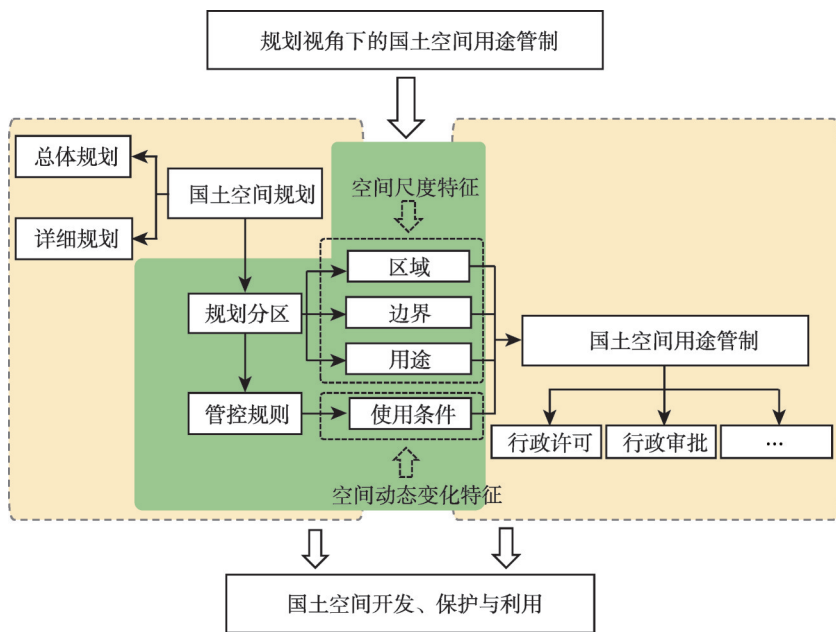 规划视角下的国土空间用途管制
总体规划
国土空间规划
详细规划
空间尺度特征
区域
规划分区
边界
用途
国土空间用途管制
管控规则
使用条件
行政许可
行政审批
…
空间动态变化特征
国土空间开发、保护与利用